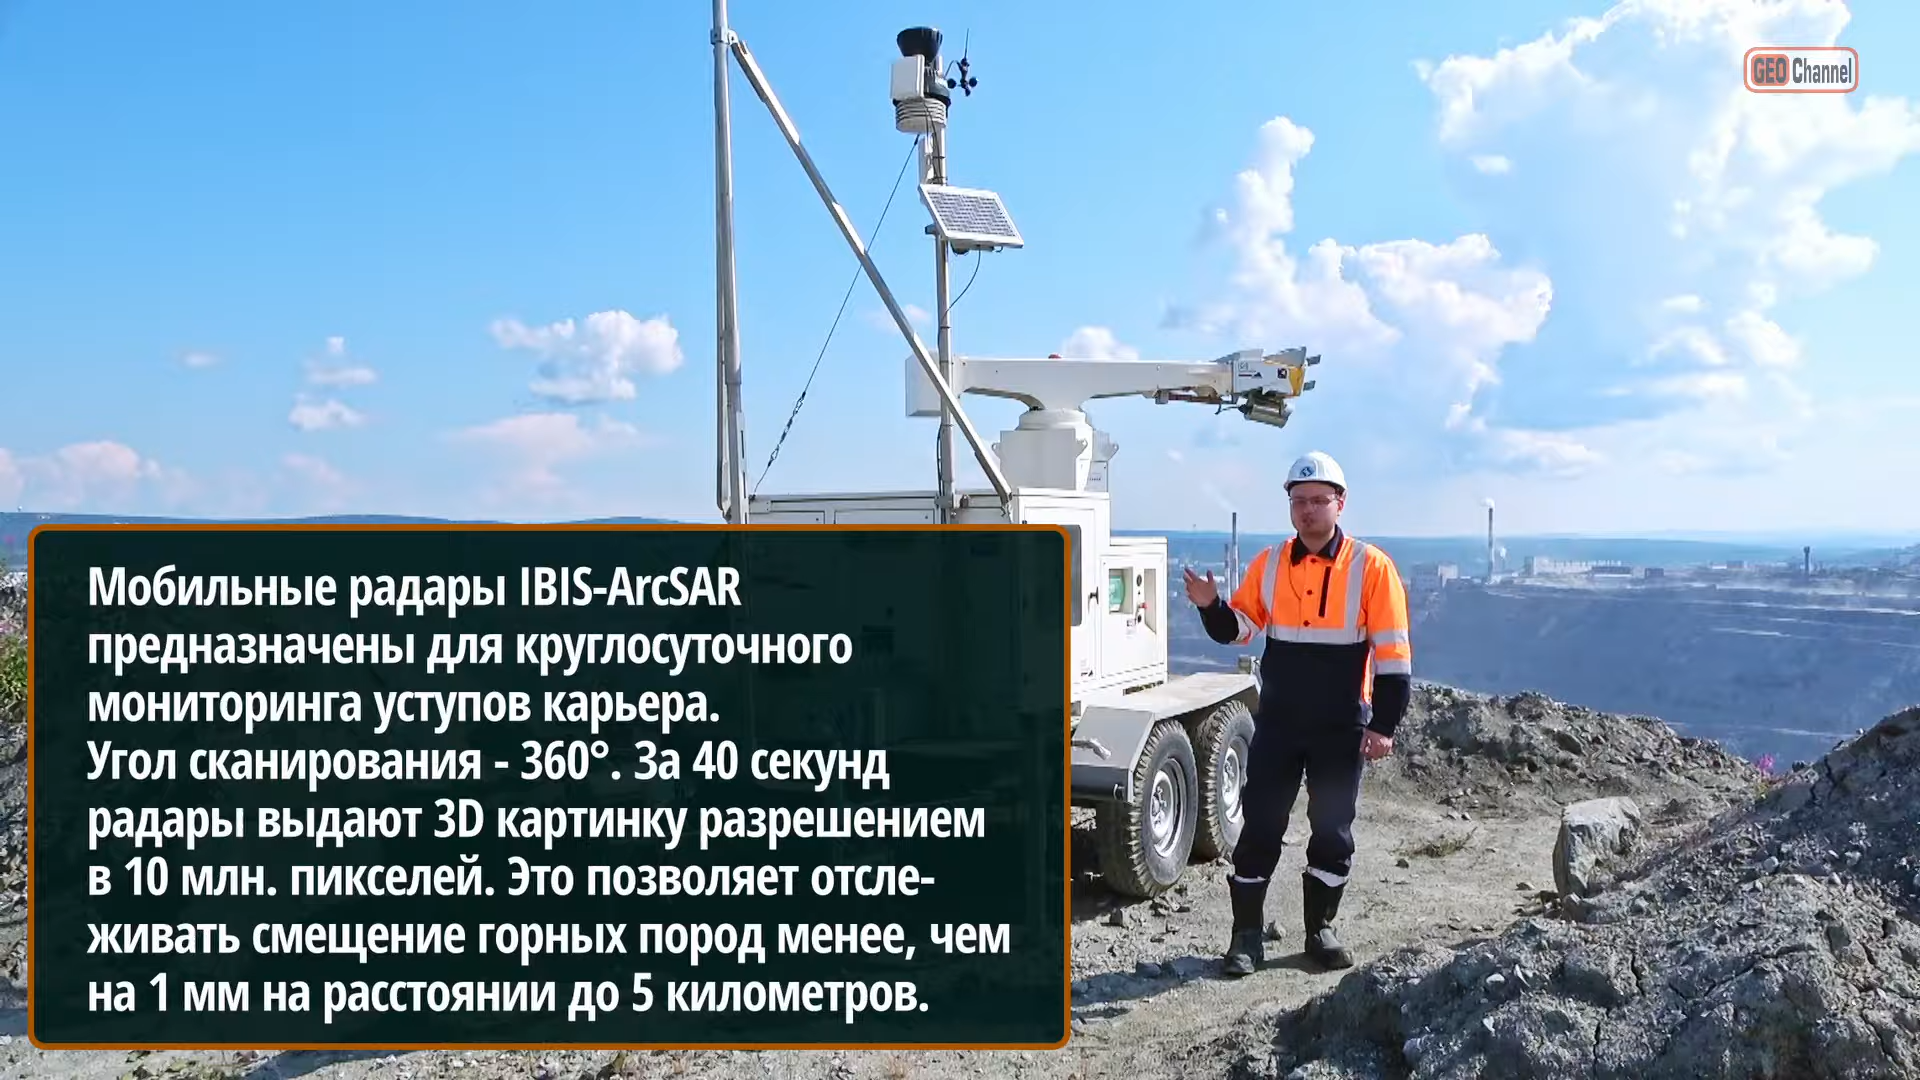 GEO Channel
Мобильные радары IBIS-ArcSAR
предназначены для круглосуточного
мониторинга уступов карьера.
Угол сканирования - 360°. За 40 секунд
радары выдают 3D картинку разрешением
в 10 млн. пикселей. Это позволяет отсле-
живать смещение горных пород менее, чем
на 1 мм на расстоянии до 5 километров.